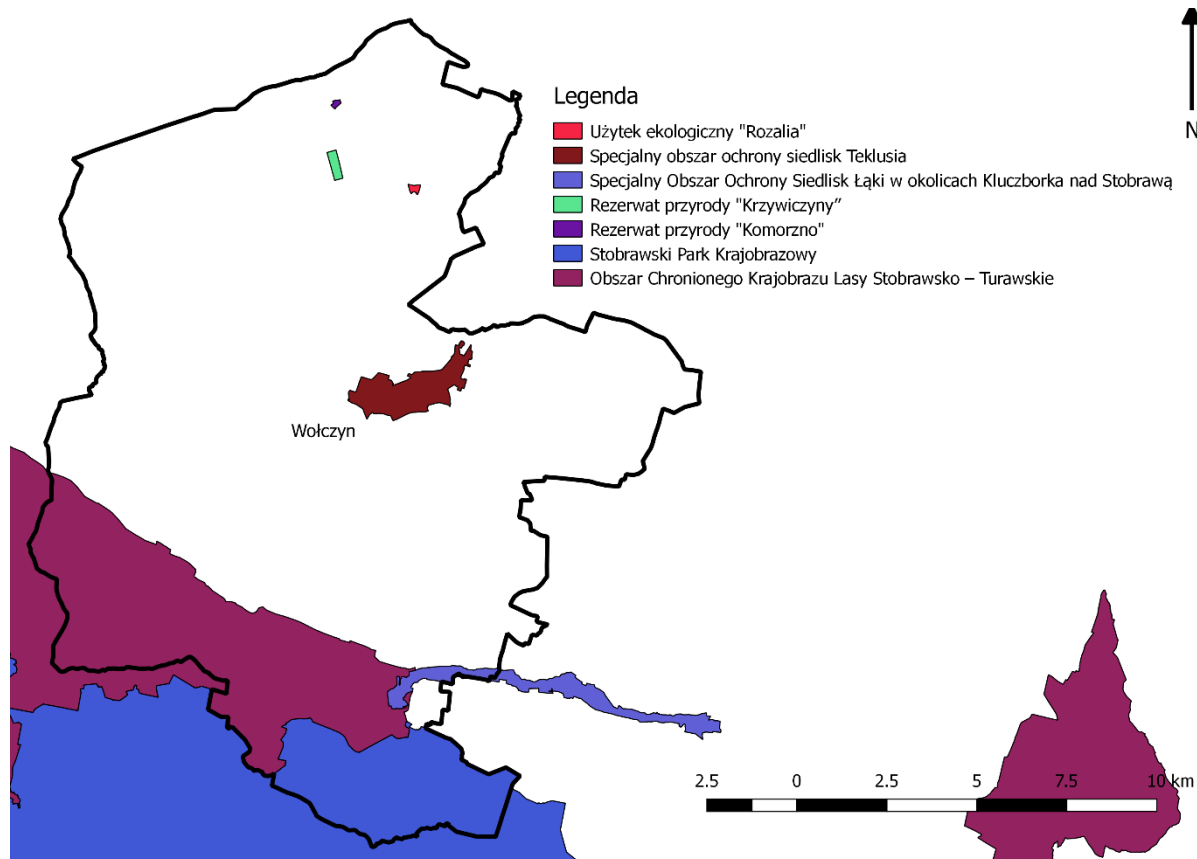 N
Legenda
Użytek ekologiczny "Rozalia"
Specjalny obszar ochrony siedlisk Teklusia
Specjalny Obszar Ochrony Siedlisk Łąki w okolicach Kluczborka nad Stobrawą
Rezerwat przyrody "Krzywiczyny”
Rezerwat przyrody "Komorzno"
Stobrawski Park Krajobrazowy
Obszar Chronionego Krajobrazu Lasy Stobrawsko – Turawskie
Wołczyn
2.5 0 2.5 5 7.5 10 km